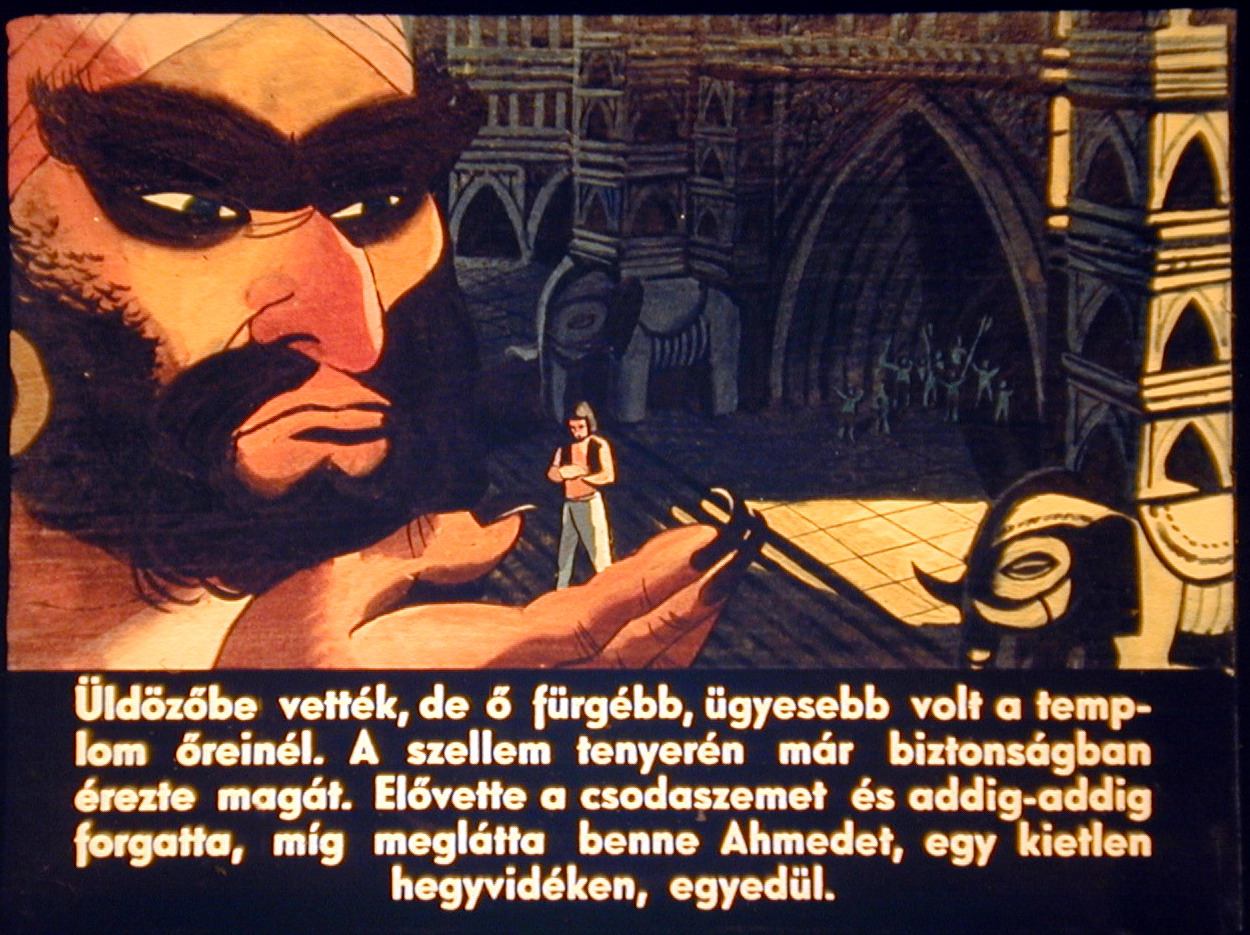 Üldözőbe vették, de ő fürgébb, ügyesebb volt a temp-
lom őreinél. A szellem tenyerén már biztonságban
érezte magát. Elővette a csodaszemet és addig-addig
forgatta, míg meglátta benne Ahmedet, egy kietlen
hegyvidéken, egyedül.